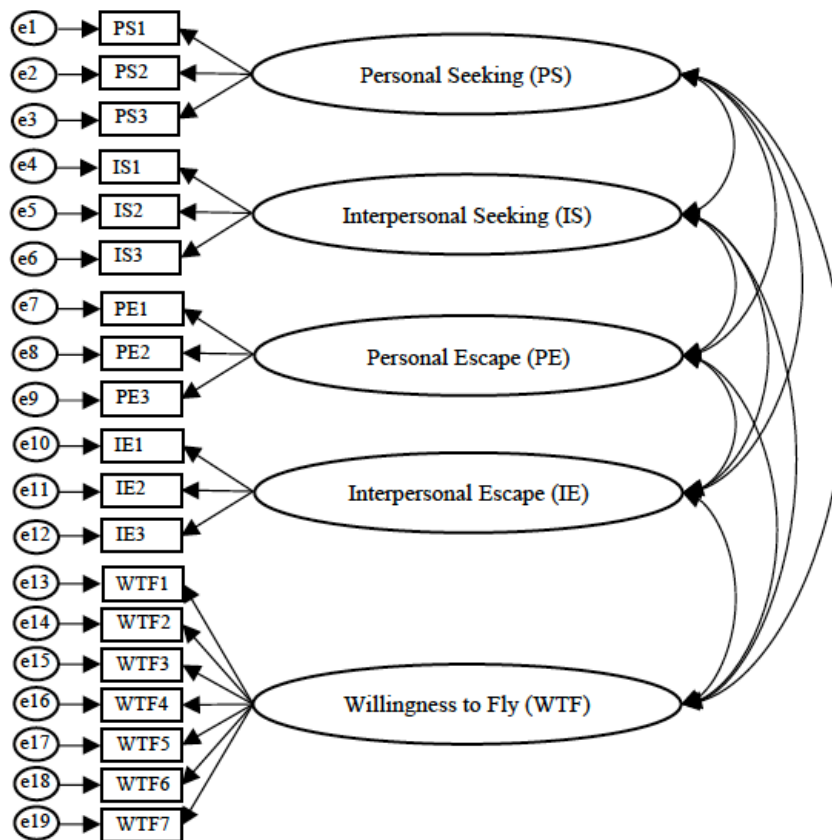 e1 PS1
e2 PS2
e3 PS3
Personal Seeking (PS)
e4 IS1
e5 IS2
e6 IS3
Interpersonal Seeking (IS)
e7 PE1
e8 PE2
e9 PE3
Personal Escape (PE)
e10 IE1
e11 IE2
e12 IE3
Interpersonal Escape (IE)
e13 WTF1
e14 WTF2
e15 WTF3
e16 WTF4
e17 WTF5
e18 WTF6
e19 WTF7
Willingness to Fly (WTF)